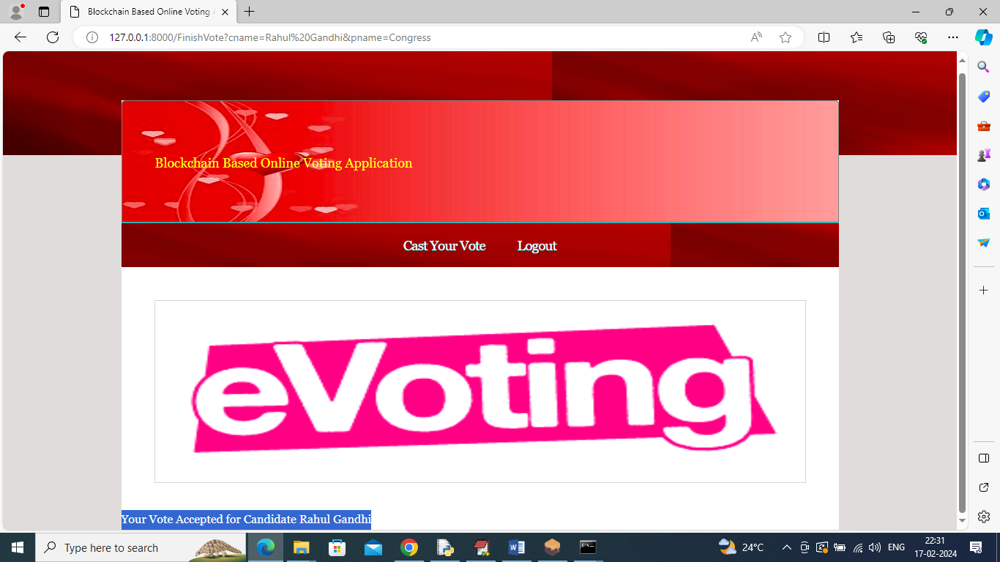 Blockchain Based Online Voting A
127.0.0.1:8000/FinishVote?cname=Rahul%20Gandhi&pname=Congress
Blockchain Based Online Voting Application
Cast Your Vote Logout
eVoting
Your Vote Accepted for Candidate Rahul Gandhi
Type here to search
24°C
ENG
22:31
17-02-2024